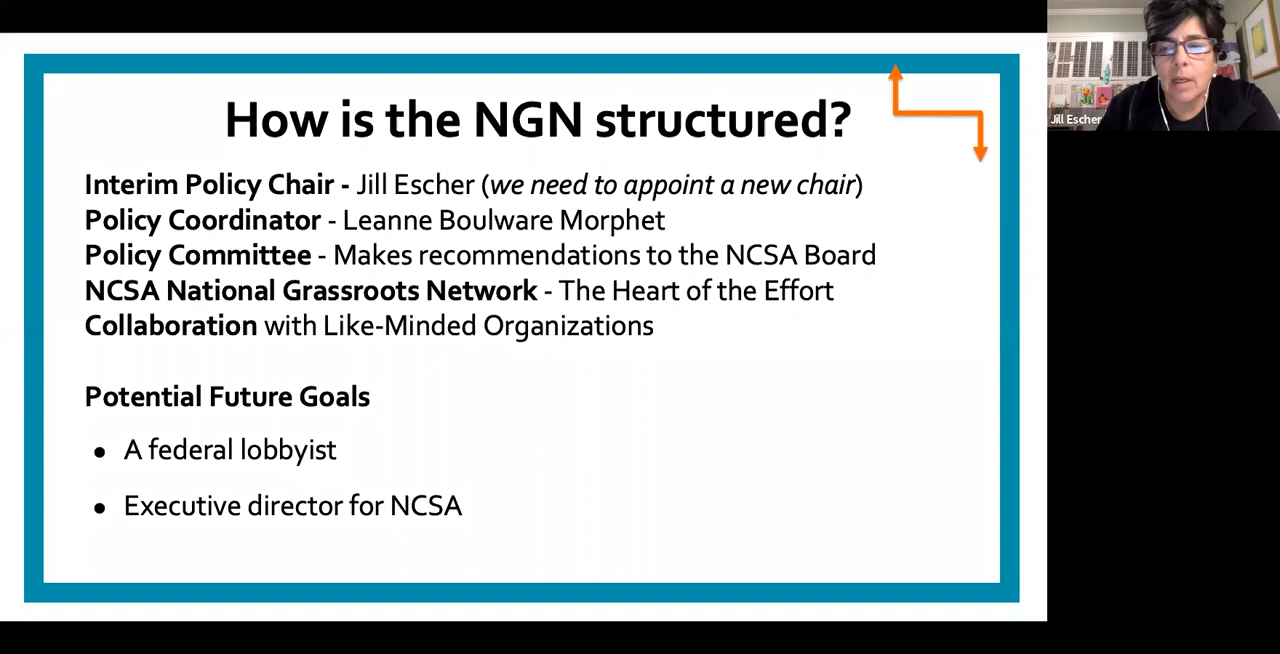 How is the NGN structured?
Interim Policy Chair - Jill Escher (we need to appoint a new chair)
Policy Coordinator - Leanne Boulware Morphet
Policy Committee - Makes recommendations to the NCSA Board
NCSA National Grassroots Network - The Heart of the Effort
Collaboration with Like-Minded Organizations
Potential Future Goals
● A federal lobbyist
● Executive director for NCSA
Jill Escher